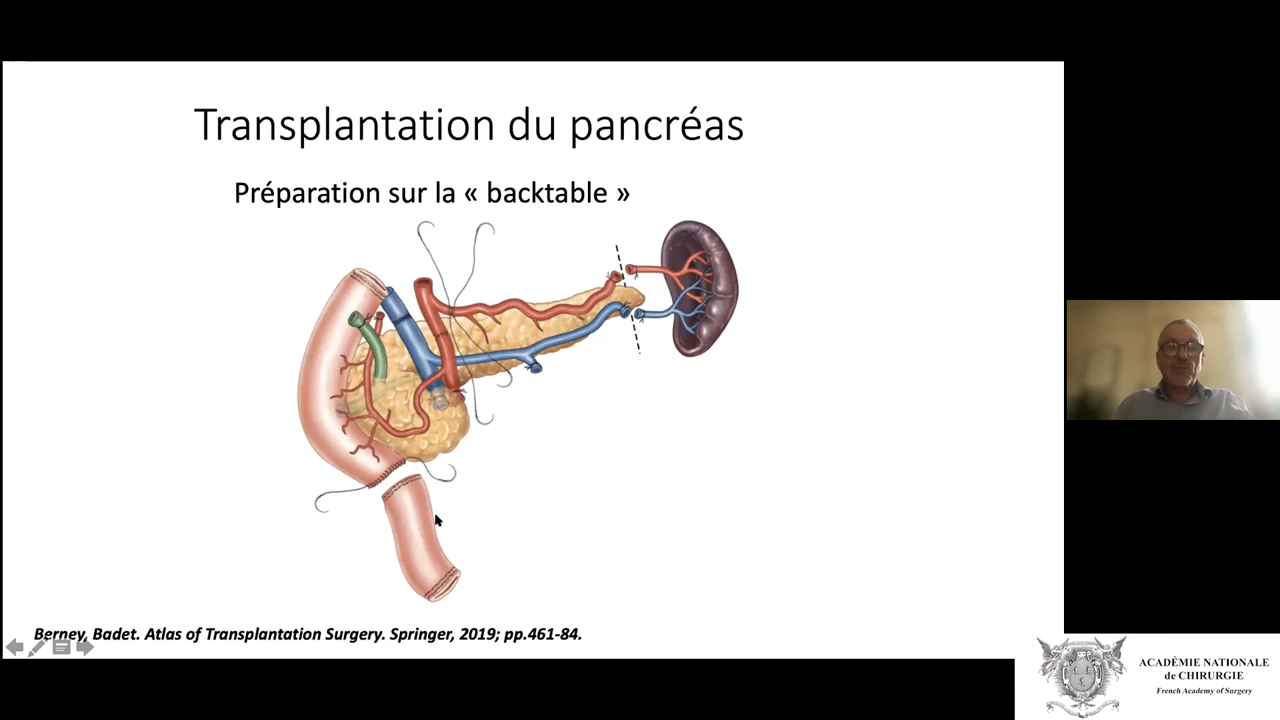 Transplantation du pancréas
Préparation sur la « backtable »
Berney, Badet. Atlas of Transplantation Surgery. Springer, 2019; pp.461-84.
ACADÉMIE NATIONALE
de CHIRURGIE
French Academy of Surgery